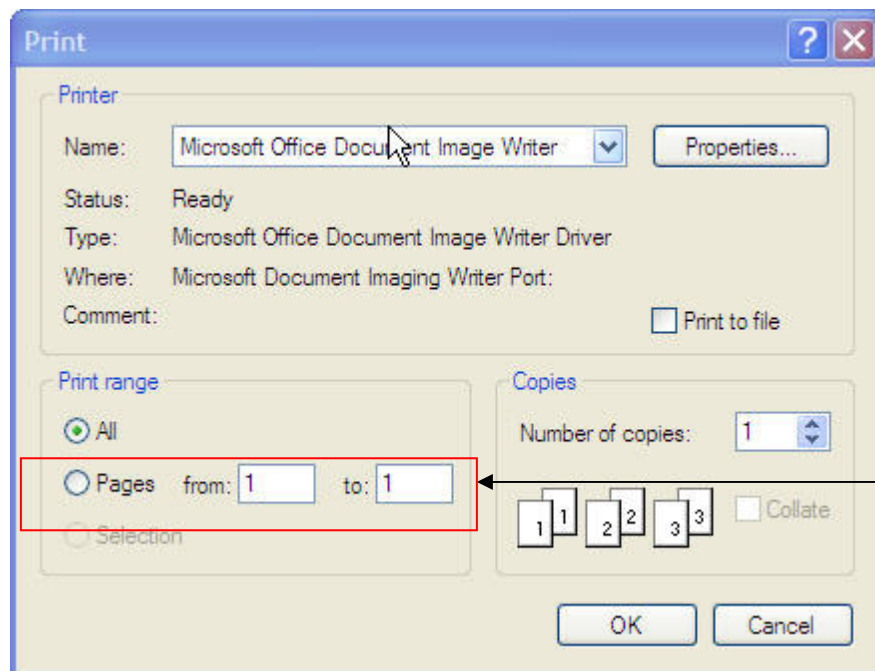 Print
Printer
Name: Microsoft Office Document Image Writer Properties...
Status: Ready
Type: Microsoft Office Document Image Writer Driver
Where: Microsoft Document Imaging Writer Port:
Comment: Print to file
Print range
All
Pages from: 1 to: 1
Selection
Copies
Number of copies: 1
1 1 2 2 3 3 Collate
OK Cancel